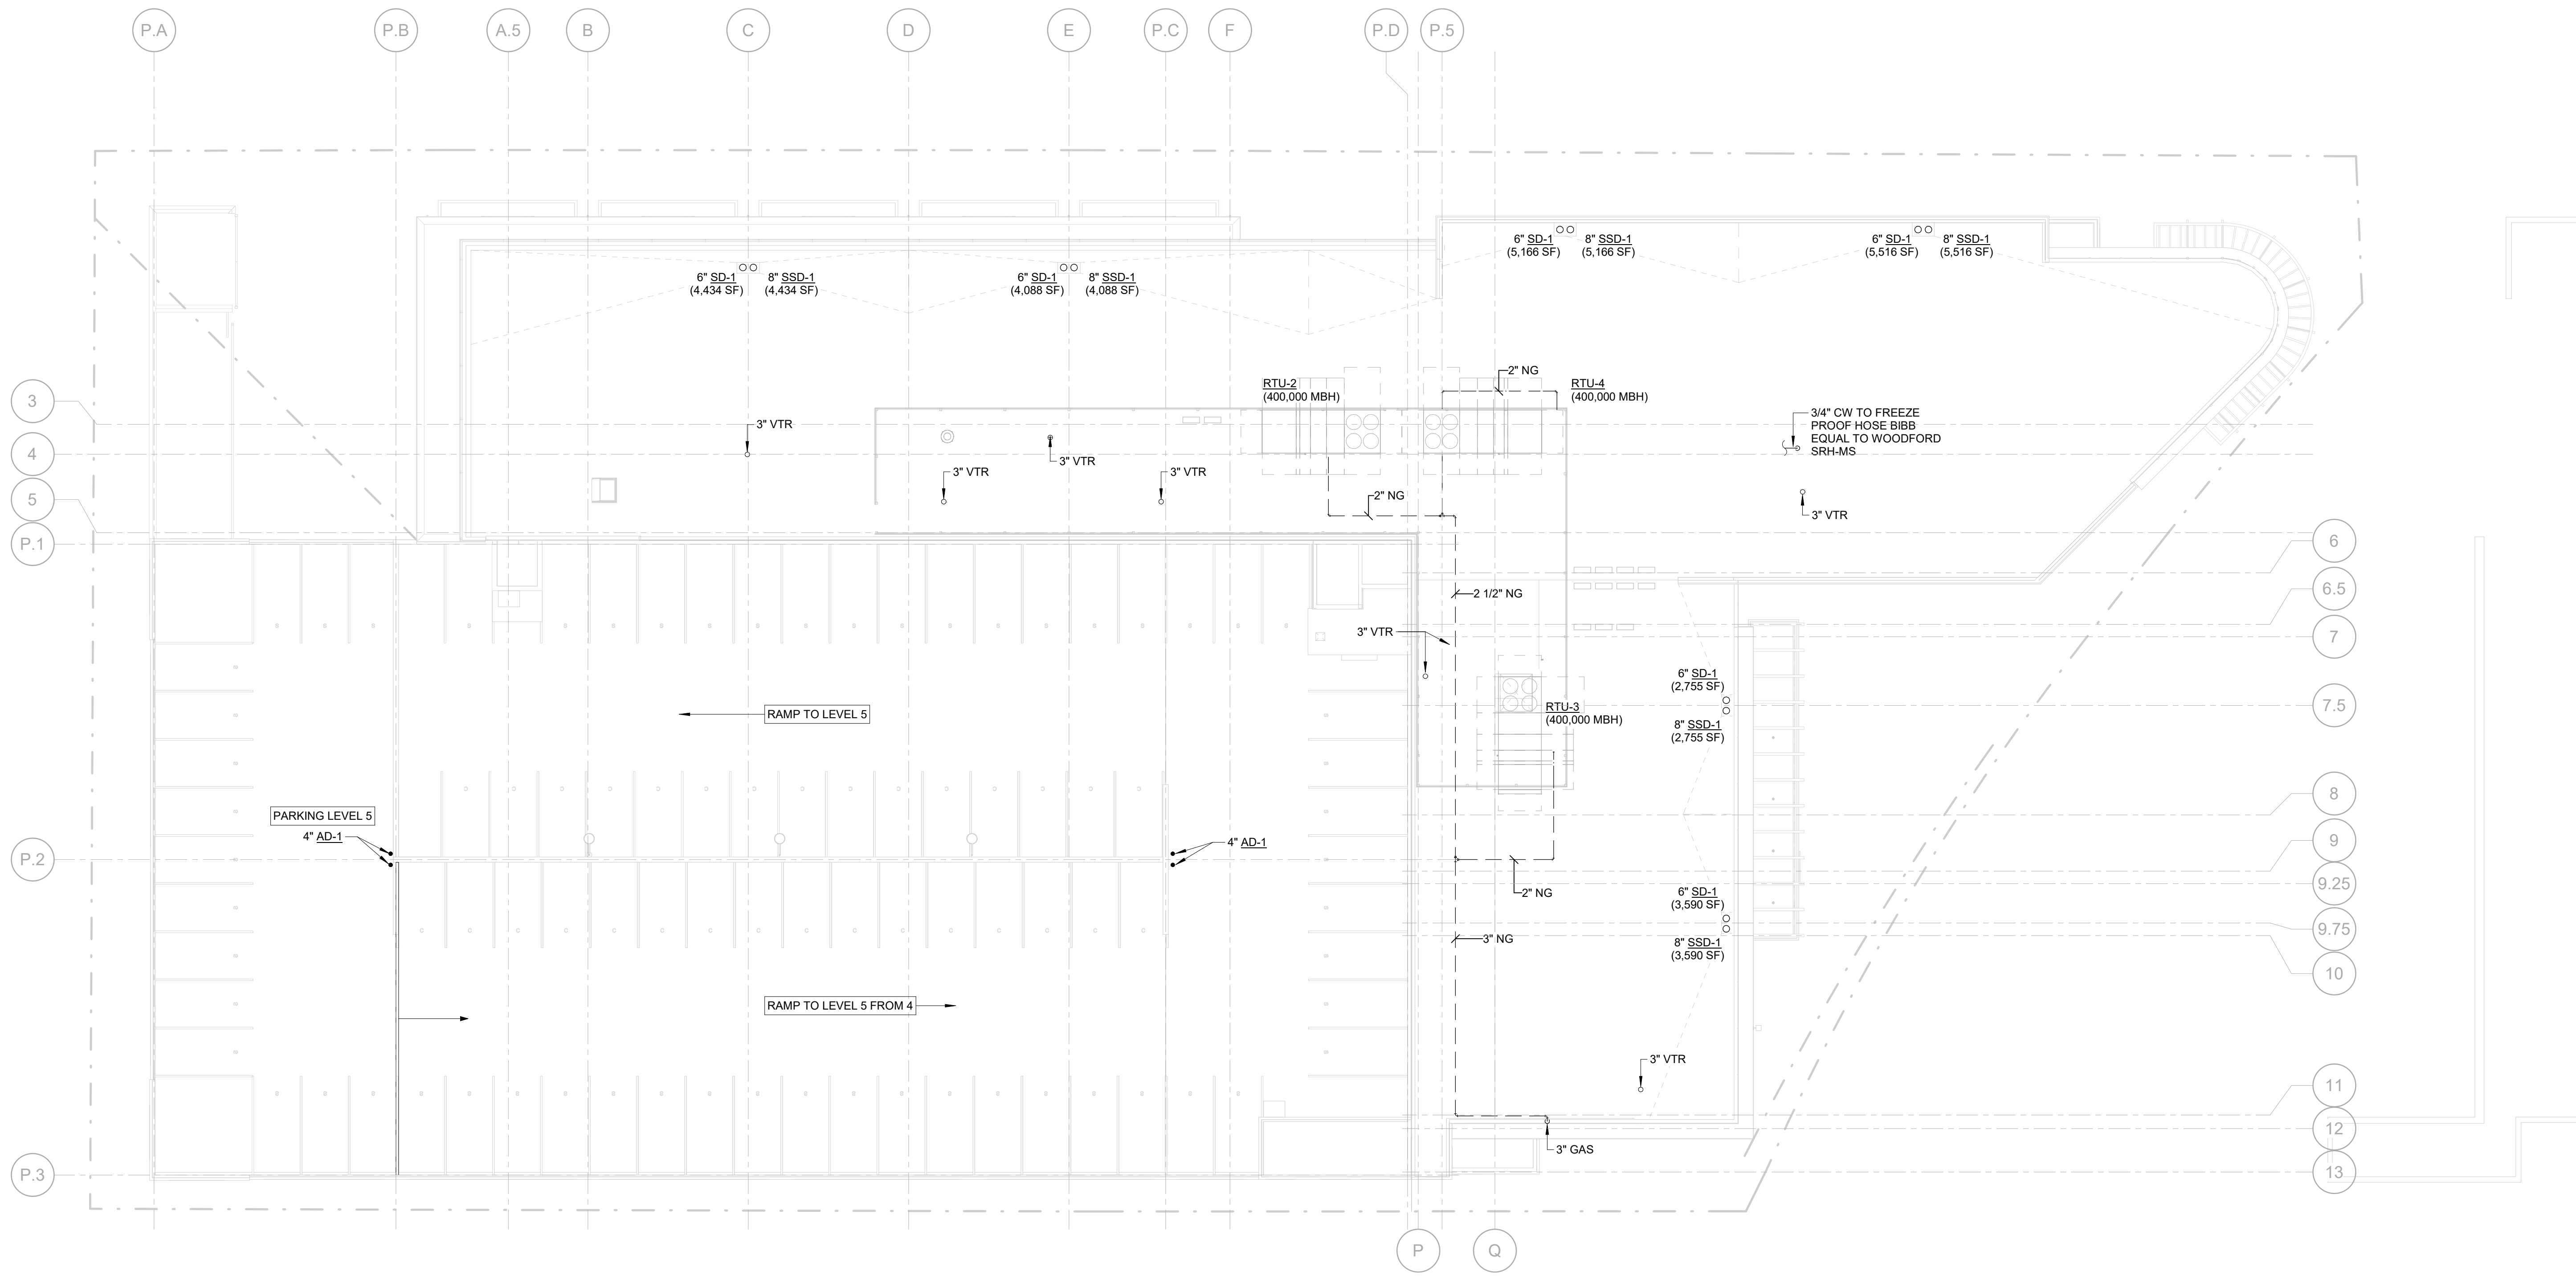 P.A
P.B
A.5
B
C
D
E
P.C
F
P.D
P.5
6" SD-1
(4,434 SF)
8" SSD-1
(4,434 SF)
6" SD-1
(4,088 SF)
8" SSD-1
(4,088 SF)
6" SD-1
(5,166 SF)
8" SSD-1
(5,166 SF)
6" SD-1
(5,516 SF)
8" SSD-1
(5,516 SF)
RTU-2
(400,000 MBH)
2" NG
RTU-4
(400,000 MBH)
3
3" VTR
3/4" CW TO FREEZE
PROOF HOSE BIBB
EQUAL TO WOODFORD
SRH-MS
4
3" VTR
3" VTR
3" VTR
2" NG
3" VTR
5
P.1
6
2 1/2" NG
6.5
3" VTR
7
6" SD-1
(2,755 SF)
RAMP TO LEVEL 5
RTU-3
(400,000 MBH)
7.5
8" SSD-1
(2,755 SF)
8
PARKING LEVEL 5
4" AD-1
4" AD-1
9
P.2
2" NG
9.25
6" SD-1
(3,590 SF)
3" NG
9.75
8" SSD-1
(3,590 SF)
10
RAMP TO LEVEL 5 FROM 4
3" VTR
11
12
3" GAS
P.3
13
P
Q